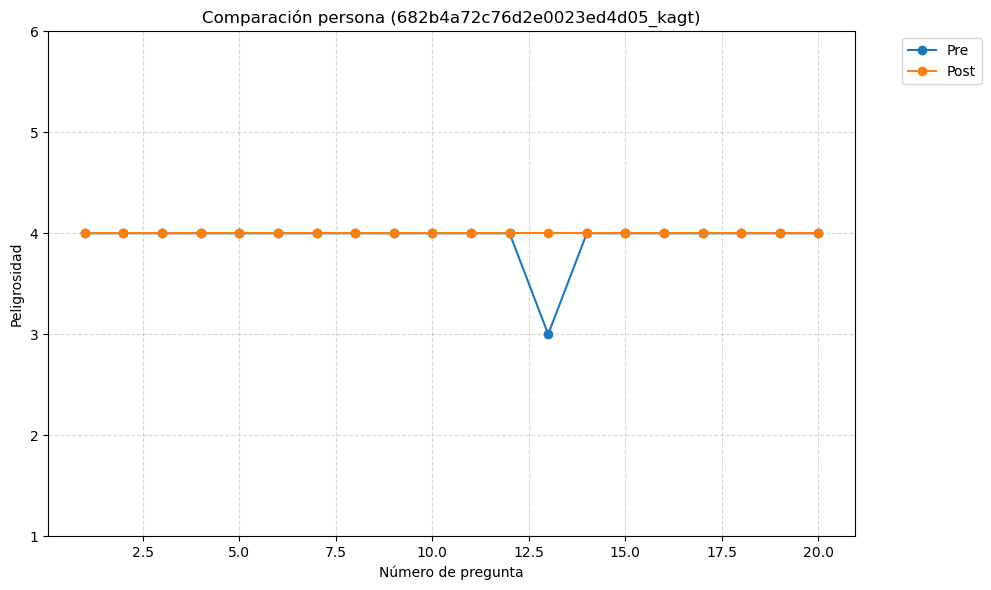 Comparación persona (682b4a72c76d2e0023ed4d05_kagt)
Pre
Post
6
5
4
3
2
1
Peligrosidad
2.5 5.0 7.5 10.0 12.5 15.0 17.5 20.0
Número de pregunta